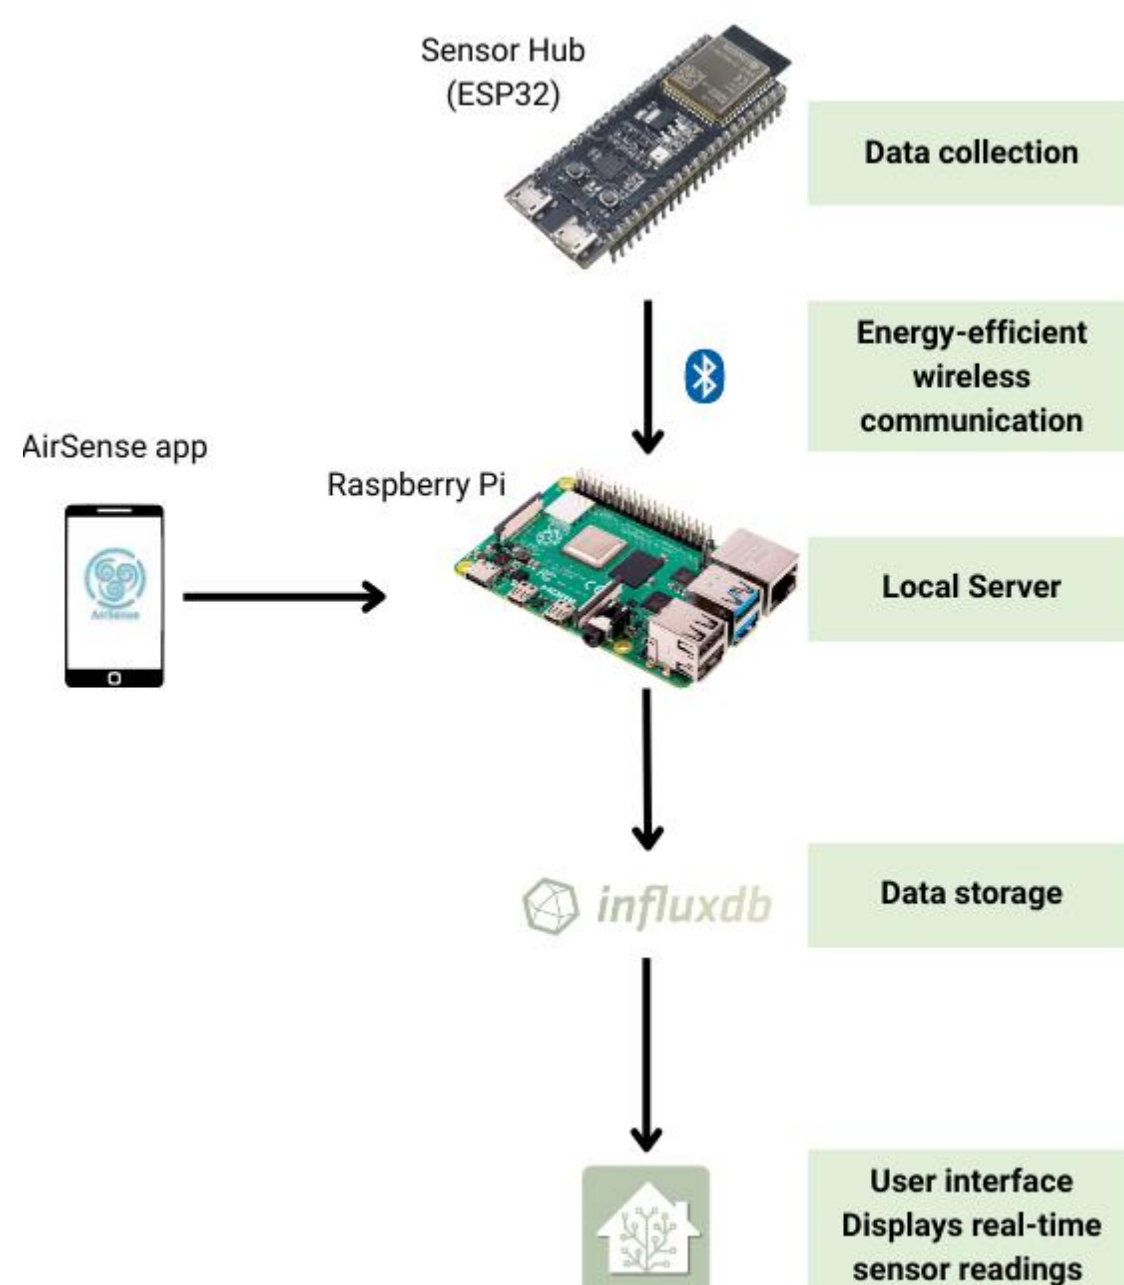 Sensor Hub
(ESP32)
Data collection
Energy-efficient
wireless
communication
AirSense app
Raspberry Pi
AirSense
Local Server
influxdb
Data storage
User interface
Displays real-time
sensor readings